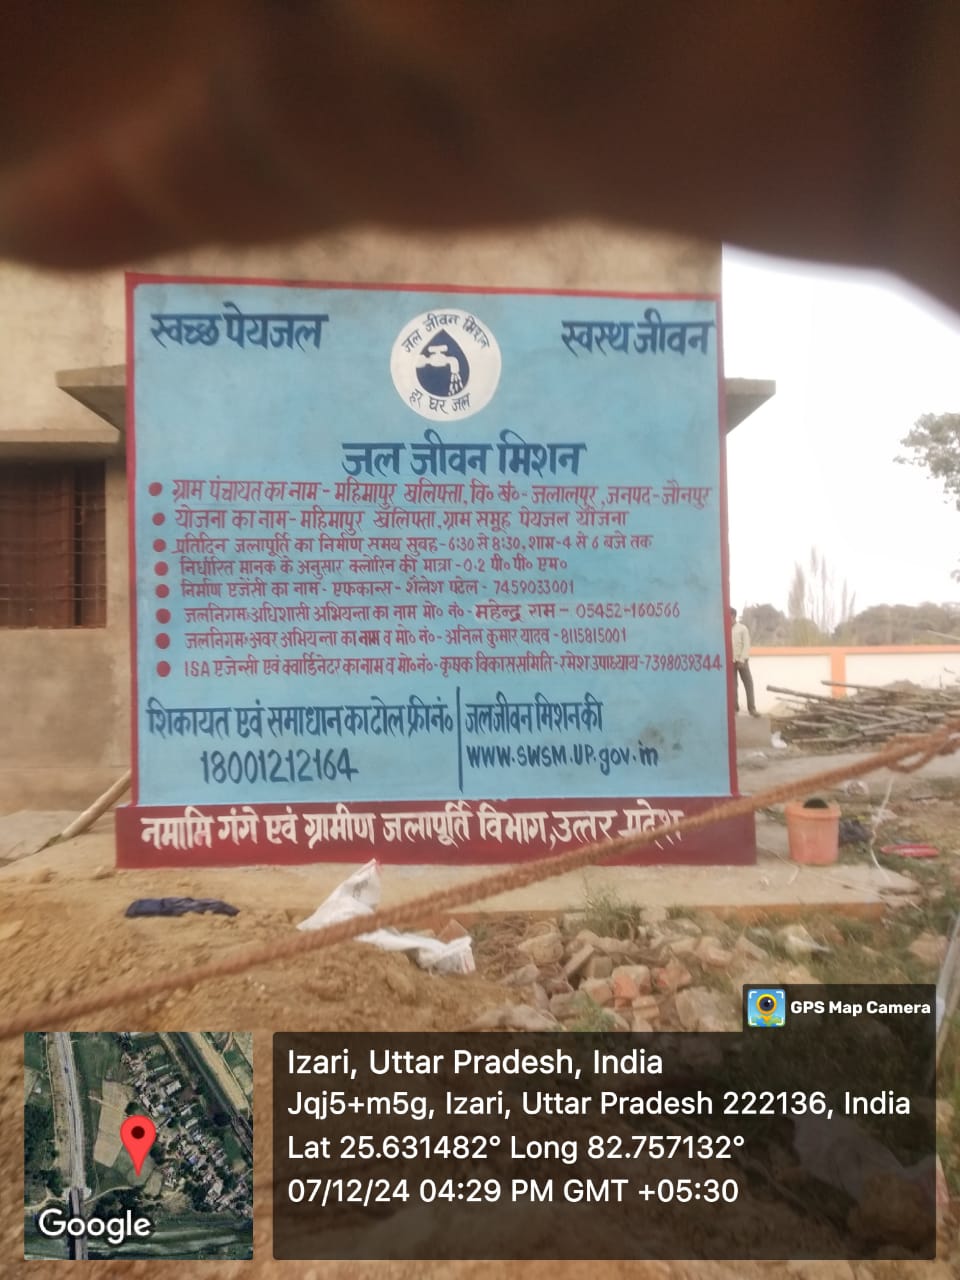 स्वच्छ पेयजल
स्वस्थ जीवन
जल जीवन मिशन
हर घर जल
जल जीवन मिशन
ग्राम पंचायत का नाम - महिमापुर खलिफ्ता, वि० खं० - जलालपुर, जनपद - जौनपुर
योजना का नाम - महिमापुर खलिफ्ता, ग्राम समूह पेयजल योजना
प्रतिदिन जलापूर्ति का निर्माण समय सुवह - 6:30 से 8:30, शाम - 4 से 6 बजे तक
निर्धारित मानक के अनुसार क्लोरिन की मात्रा - 0.2 पी० पी० एम०
निर्माण एजेंसी का नाम - एफकान्स - शैलेश पटेल - 7459033001
जलनिगम: अधिशासी अभियन्ता का नाम मो० नं० - महेन्द्र राम - 05452-160566
जलनिगम: अवर अभियन्ता का नाम व मो० नं० - अनिल कुमार यादव - 8115815001
ISA एजेन्सी एवं क्वार्डिनेटर का नाम व मो० नं० - कृषक विकास समिति - रमेश उपाध्याय - 7398039344
शिकायत एवं समाधान का टोल फ्री नं०
18001212164
जल जीवन मिशन की
www.swsm.up.gov.in
नमामि गंगे एवं ग्रामीण जलापूर्ति विभाग, उत्तर प्रदेश
GPS Map Camera
Izari, Uttar Pradesh, India
Jqj5+m5g, Izari, Uttar Pradesh 222136, India
Lat 25.631482° Long 82.757132°
07/12/24 04:29 PM GMT +05:30
Google